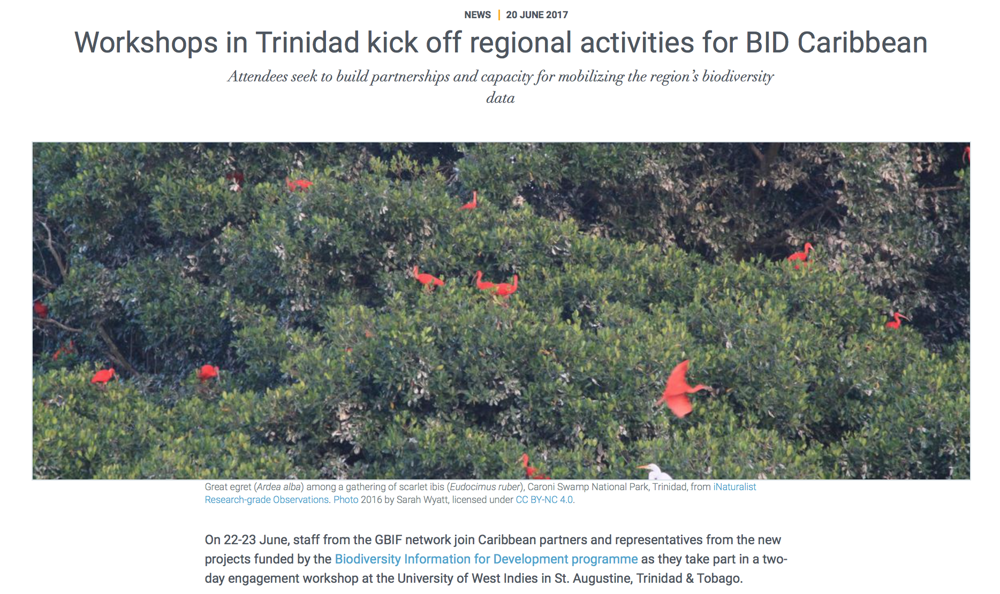 NEWS | 20 JUNE 2017
Workshops in Trinidad kick off regional activities for BID Caribbean
Attendees seek to build partnerships and capacity for mobilizing the region’s biodiversity
data
Great egret (Ardea alba) among a gathering of scarlet ibis (Eudocimus ruber), Caroni Swamp National Park, Trinidad, from iNaturalist
Research-grade Observations. Photo 2016 by Sarah Wyatt, licensed under CC BY-NC 4.0.
On 22-23 June, staff from the GBIF network join Caribbean partners and representatives from the new
projects funded by the Biodiversity Information for Development programme as they take part in a two-
day engagement workshop at the University of West Indies in St. Augustine, Trinidad & Tobago.